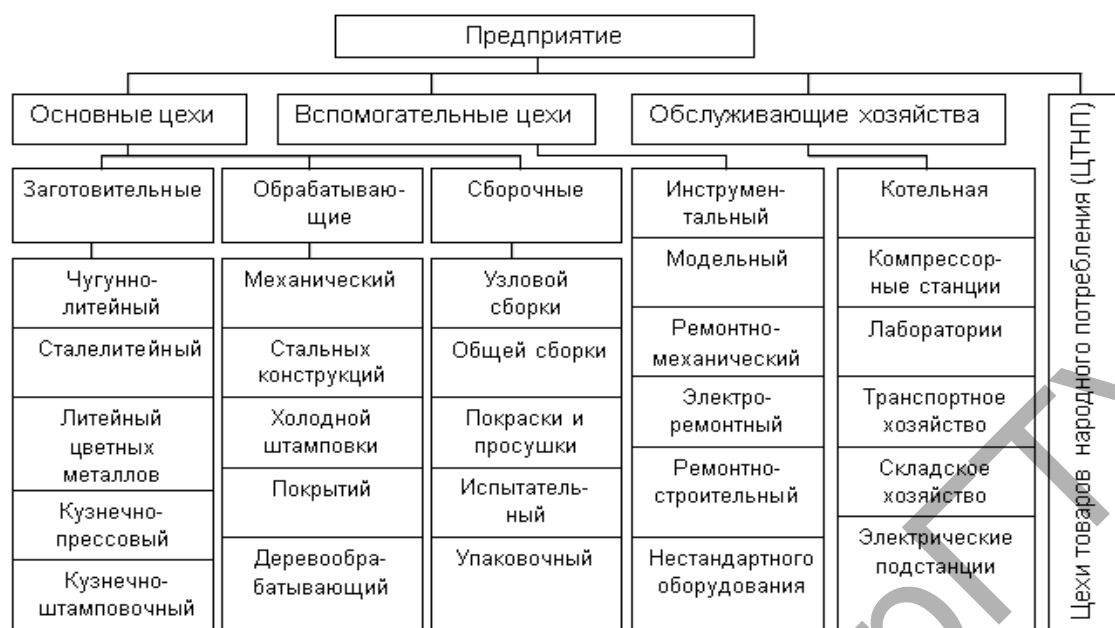 Предприятие
Основные цехи
Вспомогательные цехи
Обслуживающие хозяйства
Цехи товаров народного потребления (ЦТНП)
Заготовительные
Чугунно-
литейный
Сталелитейный
Литейный
цветных
металлов
Кузнечно-
прессовый
Кузнечно-
штамповочный
Обрабатываю-
щие
Механический
Стальных
конструкций
Холодной
штамповки
Покрытий
Деревообра-
батывающий
Сборочные
Узловой
сборки
Общей сборки
Покраски и
просушки
Испытатель-
ный
Упаковочный
Инструмен-
тальный
Модельный
Ремонтно-
механический
Электро-
ремонтный
Ремонтно-
строительный
Нестандартного
оборудования
Котельная
Компрессор-
ные станции
Лаборатории
Транспортное
хозяйство
Складское
хозяйство
Электрические
подстанции